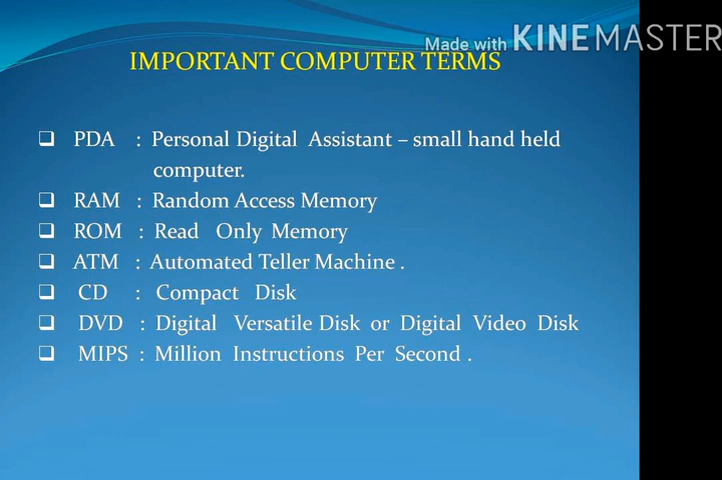 Made with KINEMASTER
IMPORTANT COMPUTER TERMS
❑ PDA : Personal Digital Assistant – small hand held
computer.
❑ RAM : Random Access Memory
❑ ROM : Read Only Memory
❑ ATM : Automated Teller Machine .
❑ CD : Compact Disk
❑ DVD : Digital Versatile Disk or Digital Video Disk
❑ MIPS : Million Instructions Per Second .